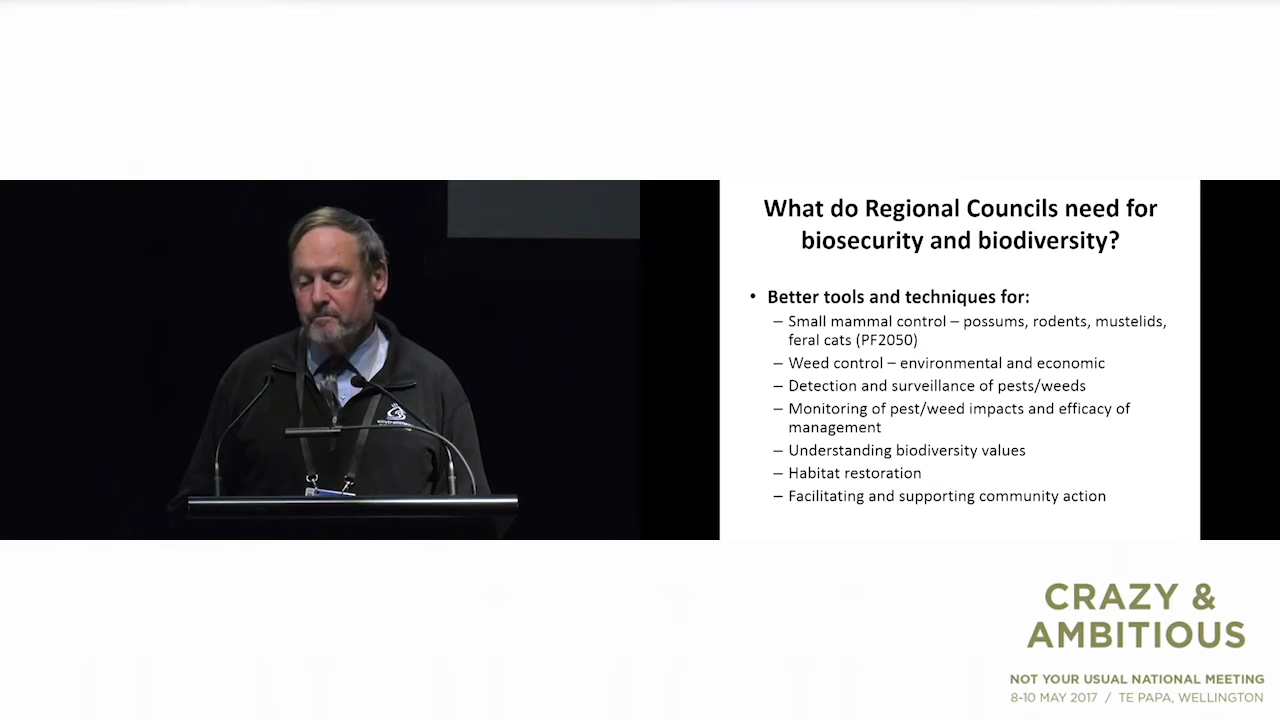 What do Regional Councils need for
biosecurity and biodiversity?
• Better tools and techniques for:
– Small mammal control – possums, rodents, mustelids,
feral cats (PF2050)
– Weed control – environmental and economic
– Detection and surveillance of pests/weeds
– Monitoring of pest/weed impacts and efficacy of
management
– Understanding biodiversity values
– Habitat restoration
– Facilitating and supporting community action
CRAZY &
AMBITIOUS
NOT YOUR USUAL NATIONAL MEETING
8-10 MAY 2017 / TE PAPA, WELLINGTON